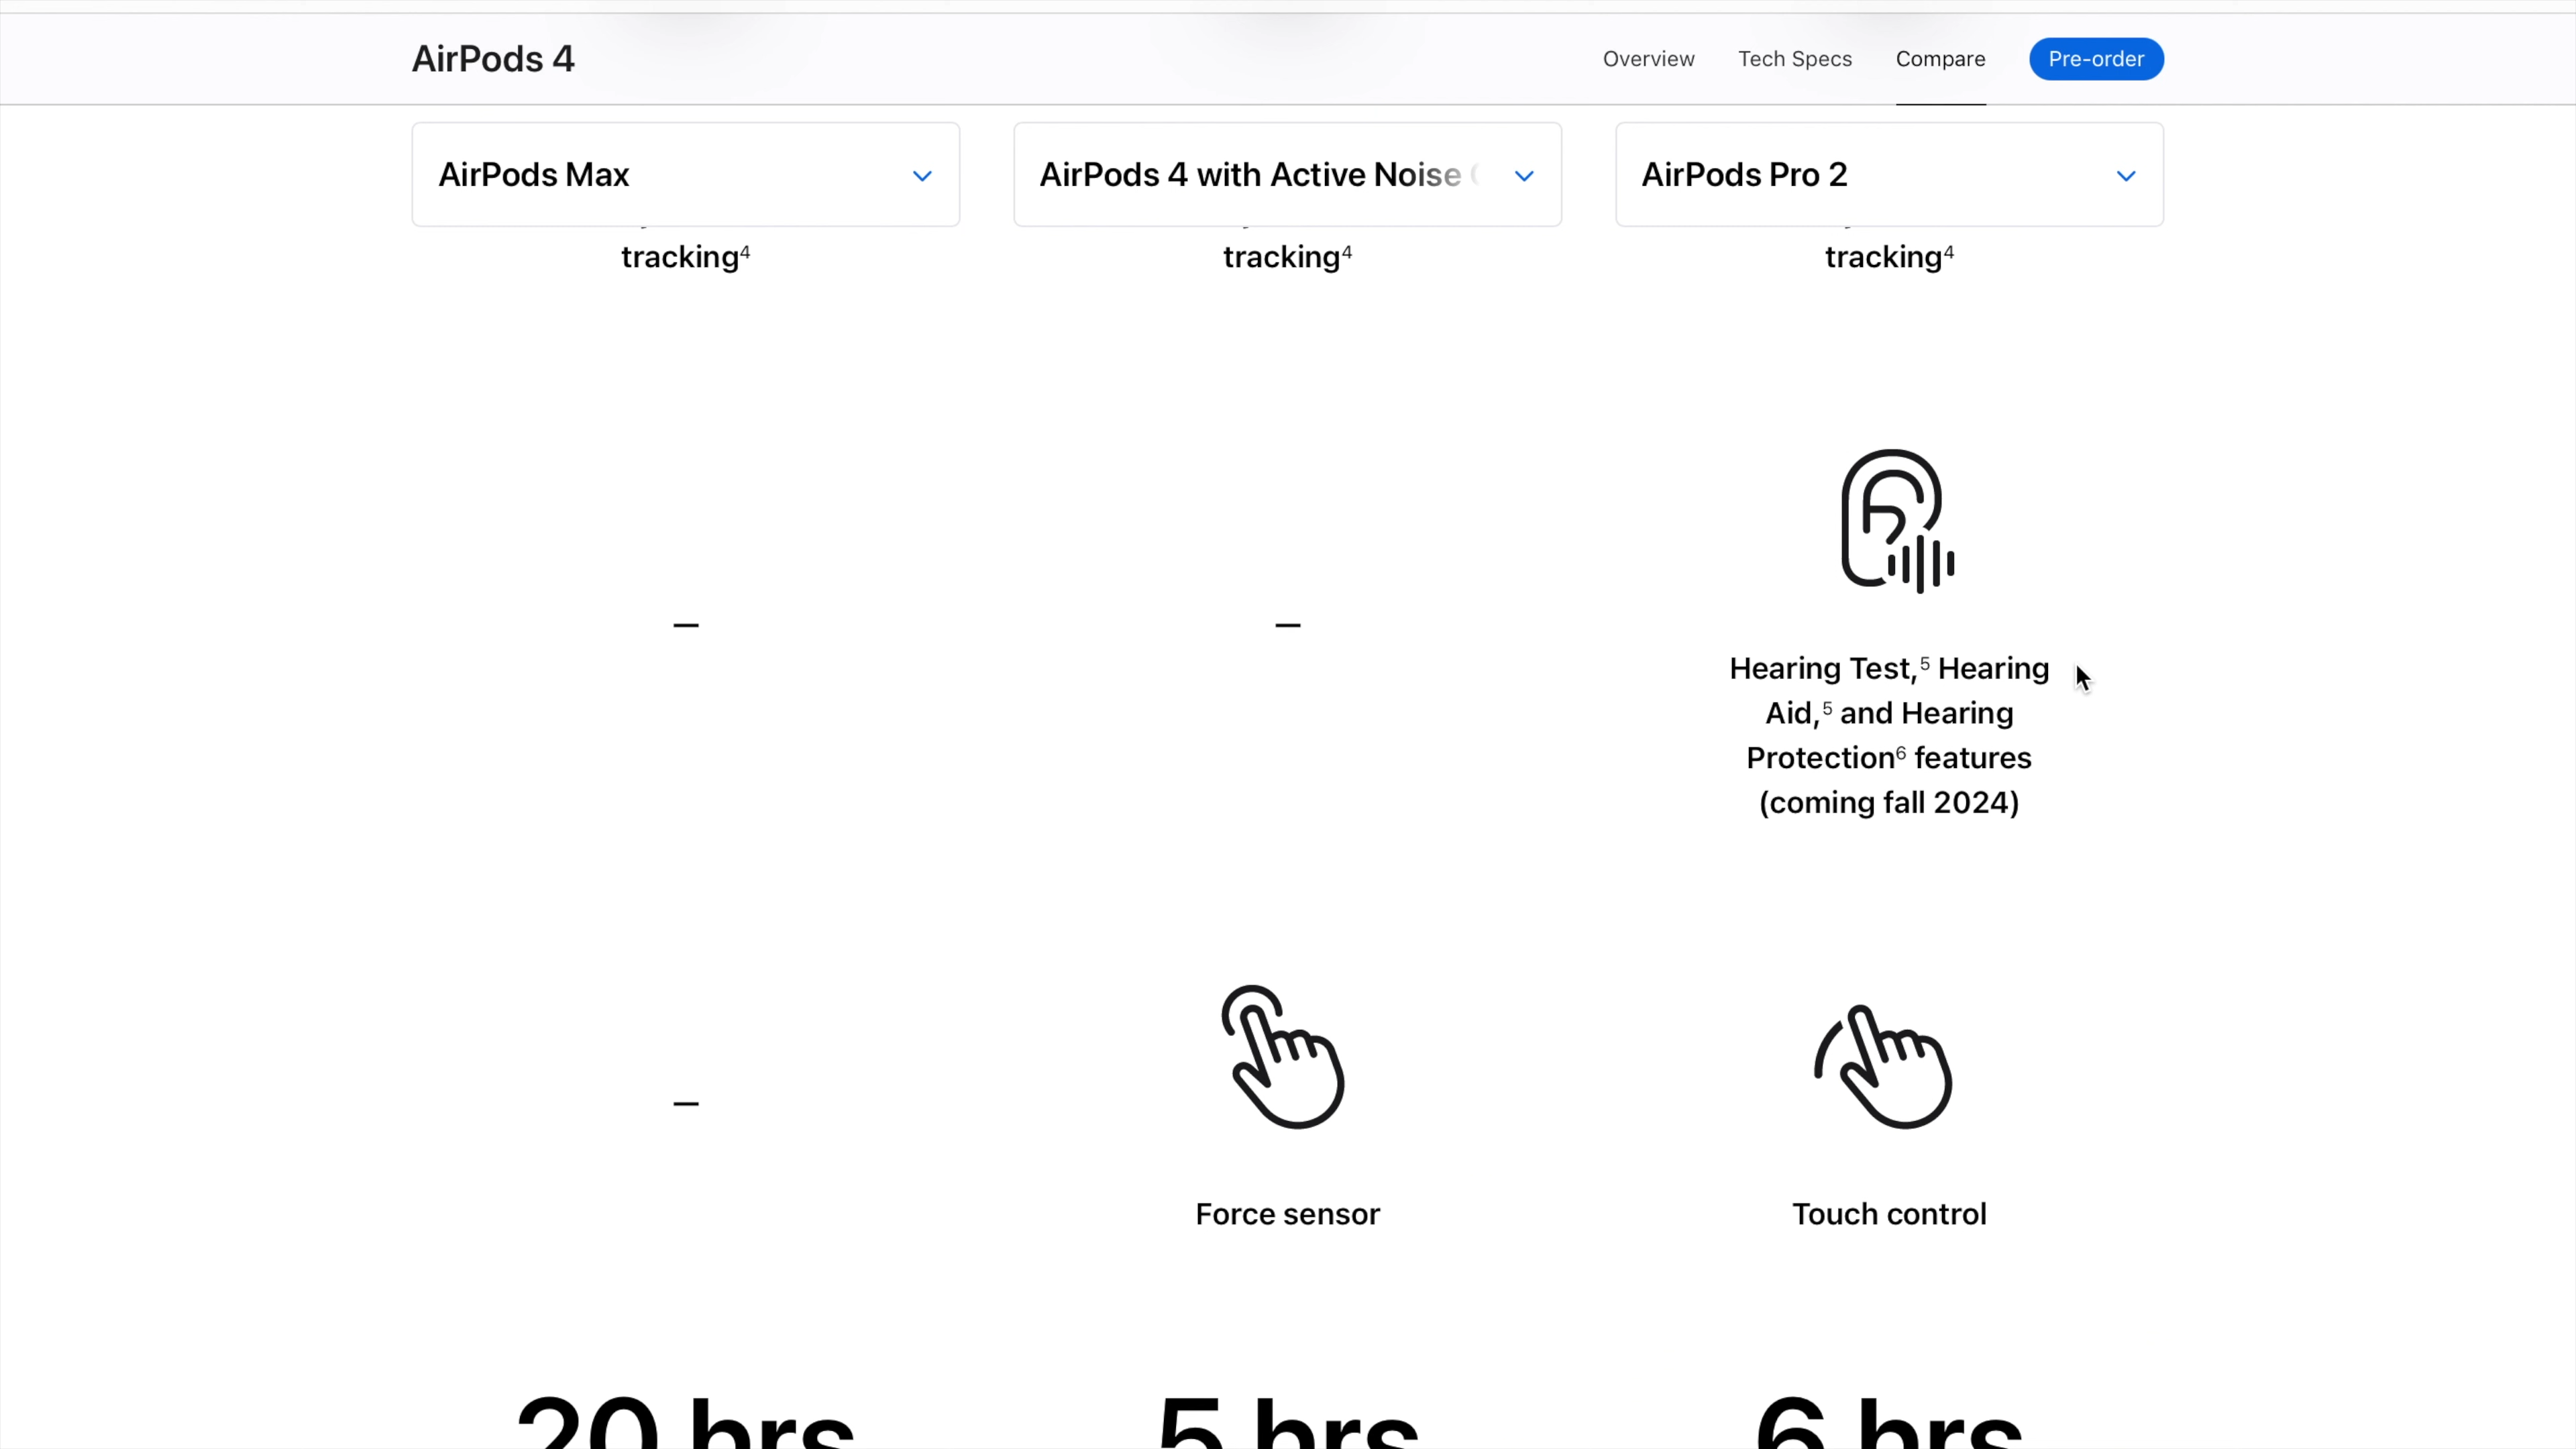 AirPods 4
Overview Tech Specs Compare Pre-order
AirPods Max
AirPods 4 with Active Noise
AirPods Pro 2
tracking4
tracking4
tracking4
–
–
Hearing Test,5 Hearing
Aid,5 and Hearing
Protection6 features
(coming fall 2024)
–
Force sensor
Touch control
20 hrs
5 hrs
6 hrs